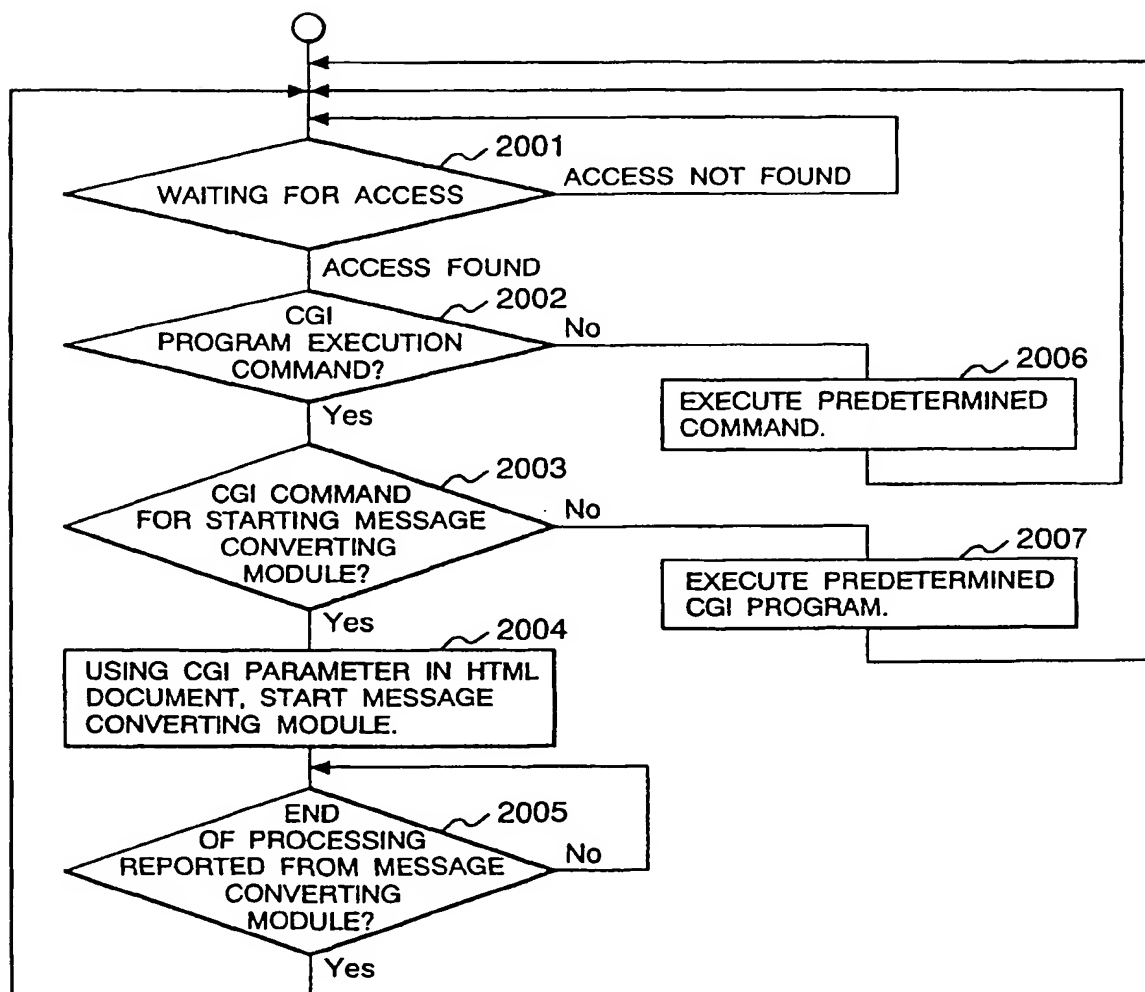 2001
WAITING FOR ACCESS
ACCESS NOT FOUND
ACCESS FOUND
2002
CGI
PROGRAM EXECUTION
COMMAND?
No
Yes
2006
EXECUTE PREDETERMINED
COMMAND.
2003
CGI COMMAND
FOR STARTING MESSAGE
CONVERTING
MODULE?
No
Yes
2007
EXECUTE PREDETERMINED
CGI PROGRAM.
2004
USING CGI PARAMETER IN HTML
DOCUMENT, START MESSAGE
CONVERTING MODULE.
2005
END
OF PROCESSING
REPORTED FROM MESSAGE
CONVERTING
MODULE?
No
Yes